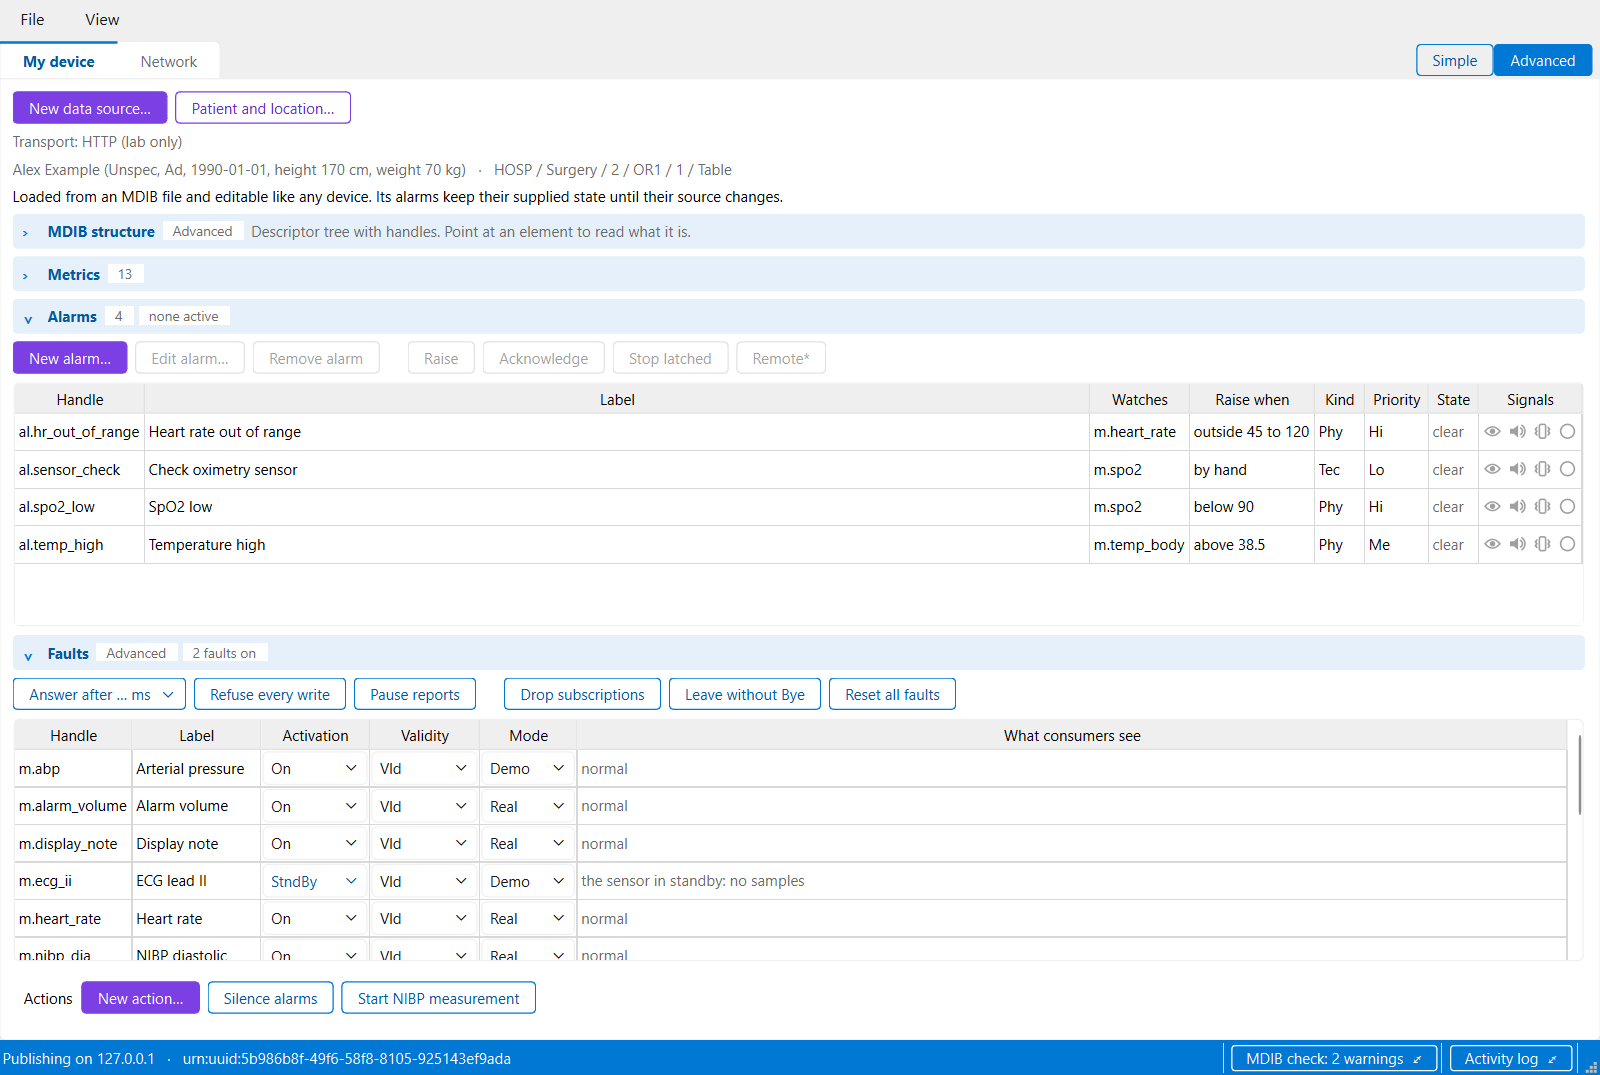 File View
My device Network Simple Advanced
New data source... Patient and location...
Transport: HTTP (lab only)
Alex Example (Unspec, Ad, 1990-01-01, height 170 cm, weight 70 kg) · HOSP / Surgery / 2 / OR1 / 1 / Table
Loaded from an MDIB file and editable like any device. Its alarms keep their supplied state until their source changes.
MDIB structure Advanced Descriptor tree with handles. Point at an element to read what it is.
Metrics 13
Alarms 4 none active
New alarm... Edit alarm... Remove alarm Raise Acknowledge Stop latched Remote*
Handle Label Watches Raise when Kind Priority State Signals
al.hr_out_of_range Heart rate out of range m.heart_rate outside 45 to 120 Phy Hi clear
al.sensor_check Check oximetry sensor m.spo2 by hand Tec Lo clear
al.spo2_low SpO2 low m.spo2 below 90 Phy Hi clear
al.temp_high Temperature high m.temp_body above 38.5 Phy Me clear
Faults Advanced 2 faults on
Answer after ... ms Refuse every write Pause reports Drop subscriptions Leave without Bye Reset all faults
Handle Label Activation Validity Mode What consumers see
m.abp Arterial pressure On Vld Demo normal
m.alarm_volume Alarm volume On Vld Real normal
m.display_note Display note On Vld Real normal
m.ecg_ii ECG lead II StndBy Vld Demo the sensor in standby: no samples
m.heart_rate Heart rate On Vld Real normal
m.nibp_dia NIBP diastolic On Vld Real normal
Actions New action... Silence alarms Start NIBP measurement
Publishing on 127.0.0.1 · urn:uuid:5b986b8f-49f6-58f8-8105-925143ef9ada MDIB check: 2 warnings Activity log